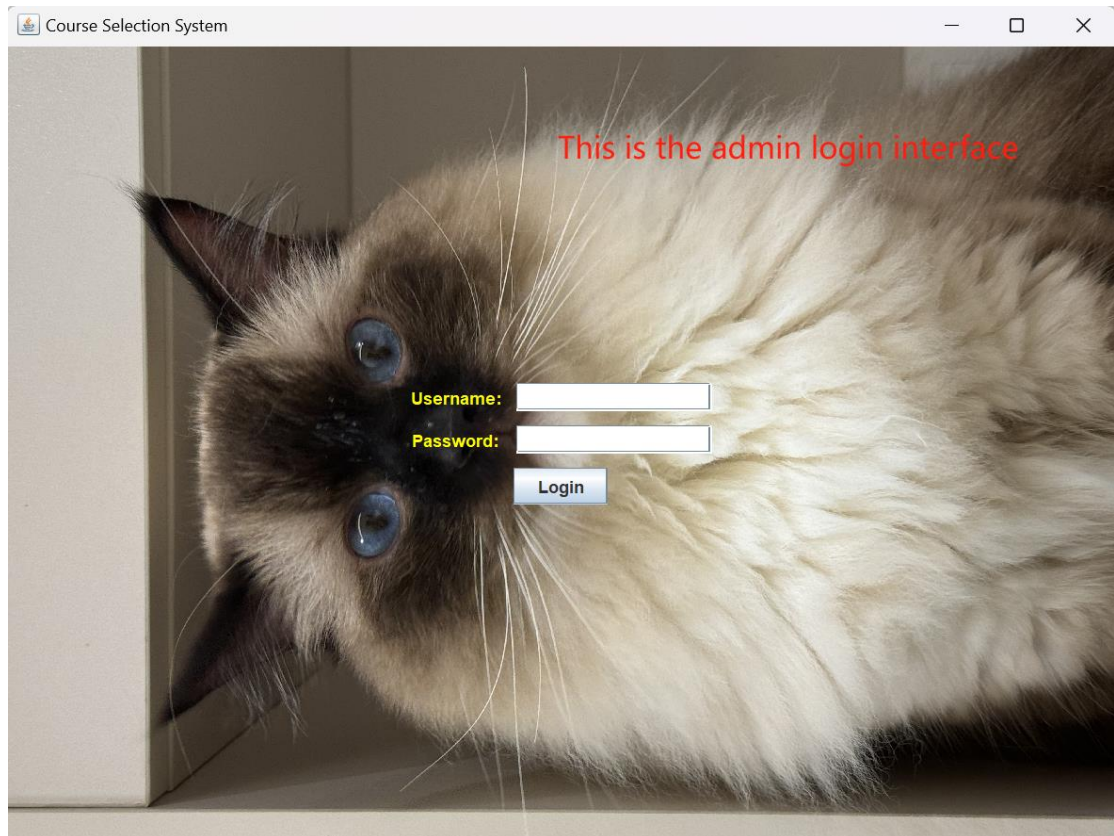 Course Selection System
This is the admin login interface
Username:
Password:
Login